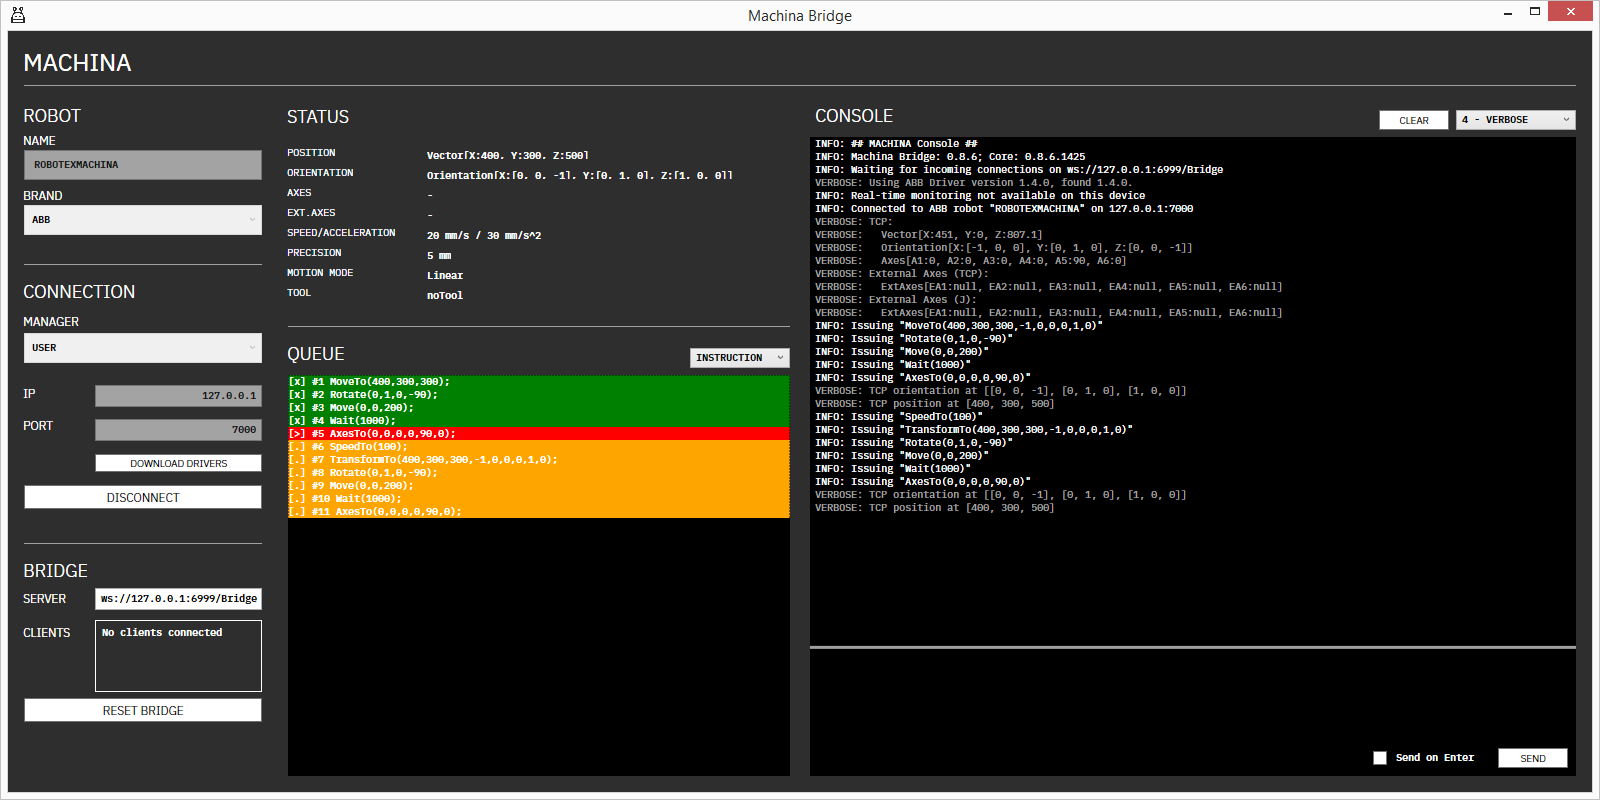 Machina Bridge
MACHINA
ROBOT
NAME
ROBOTEXMACHINA
BRAND
ABB
CONNECTION
MANAGER
USER
IP
127.0.0.1
PORT
7000
DOWNLOAD DRIVERS
DISCONNECT
BRIDGE
SERVER
ws://127.0.0.1:6999/Bridge
CLIENTS
No clients connected
RESET BRIDGE
STATUS
POSITION
Vector[X:400, Y:300, Z:500]
ORIENTATION
Orientation[X:[0, 0, -1], Y:[0, 1, 0], Z:[1, 0, 0]]
AXES
-
EXT.AXES
-
SPEED/ACCELERATION
20 mm/s / 30 mm/s^2
PRECISION
5 mm
MOTION MODE
Linear
TOOL
noTool
QUEUE
INSTRUCTION
[x] #1 MoveTo(400,300,300);
[x] #2 Rotate(0,1,0,-90);
[x] #3 Move(0,0,200);
[x] #4 Wait(1000);
[>] #5 AxesTo(0,0,0,0,90,0);
[.] #6 SpeedTo(100);
[.] #7 TransformTo(400,300,300,-1,0,0,0,1,0);
[.] #8 Rotate(0,1,0,-90);
[.] #9 Move(0,0,200);
[.] #10 Wait(1000);
[.] #11 AxesTo(0,0,0,0,90,0);
CONSOLE
CLEAR
4 - VERBOSE
INFO: ## MACHINA Console ##
INFO: Machina Bridge: 0.8.6; Core: 0.8.6.1425
INFO: Waiting for incoming connections on ws://127.0.0.1:6999/Bridge
VERBOSE: Using ABB Driver version 1.4.0, found 1.4.0.
INFO: Real-time monitoring not available on this device
INFO: Connected to ABB robot "ROBOTEXMACHINA" on 127.0.0.1:7000
VERBOSE: TCP:
VERBOSE:   Vector[X:451, Y:0, Z:807.1]
VERBOSE:   Orientation[X:[-1, 0, 0], Y:[0, 1, 0], Z:[0, 0, -1]]
VERBOSE:   Axes[A1:0, A2:0, A3:0, A4:0, A5:90, A6:0]
VERBOSE: External Axes (TCP):
VERBOSE:   ExtAxes[EA1:null, EA2:null, EA3:null, EA4:null, EA5:null, EA6:null]
VERBOSE: External Axes (J):
VERBOSE:   ExtAxes[EA1:null, EA2:null, EA3:null, EA4:null, EA5:null, EA6:null]
INFO: Issuing "MoveTo(400,300,300,-1,0,0,0,1,0)"
INFO: Issuing "Rotate(0,1,0,-90)"
INFO: Issuing "Move(0,0,200)"
INFO: Issuing "Wait(1000)"
INFO: Issuing "AxesTo(0,0,0,0,90,0)"
VERBOSE: TCP orientation at [[0, 0, -1], [0, 1, 0], [1, 0, 0]]
VERBOSE: TCP position at [400, 300, 500]
INFO: Issuing "SpeedTo(100)"
INFO: Issuing "TransformTo(400,300,300,-1,0,0,0,1,0)"
INFO: Issuing "Rotate(0,1,0,-90)"
INFO: Issuing "Move(0,0,200)"
INFO: Issuing "Wait(1000)"
INFO: Issuing "AxesTo(0,0,0,0,90,0)"
VERBOSE: TCP orientation at [[0, 0, -1], [0, 1, 0], [1, 0, 0]]
VERBOSE: TCP position at [400, 300, 500]
Send on Enter
SEND